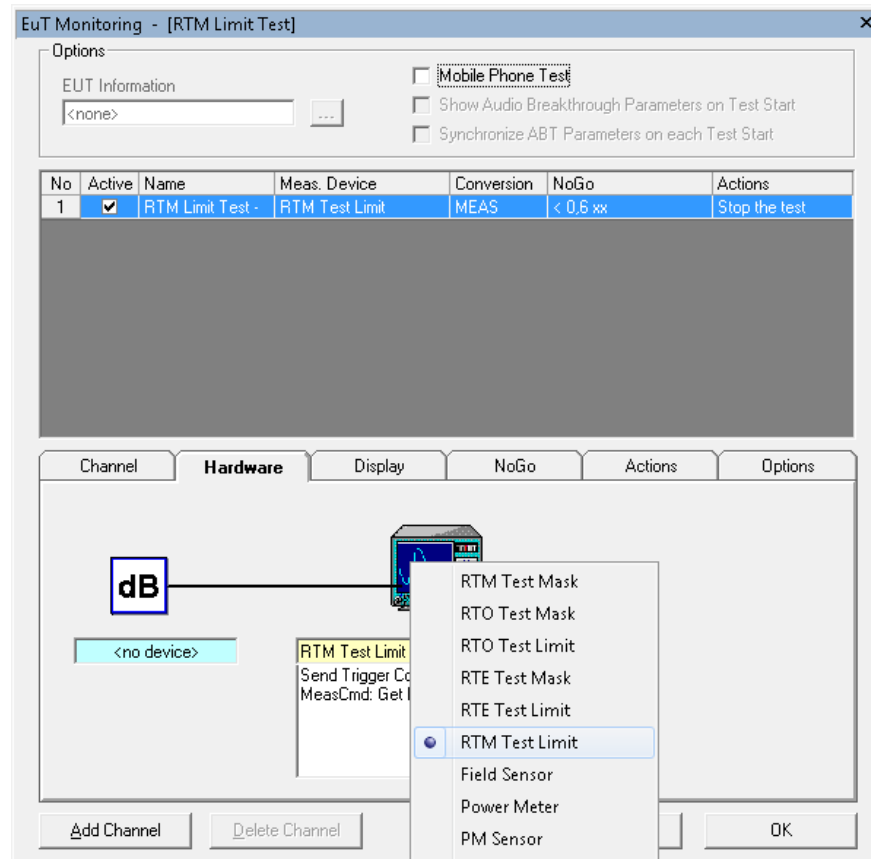 EuT Monitoring - [RTM Limit Test]
Options
EUT Information
<none>
...
Mobile Phone Test
Show Audio Breakthrough Parameters on Test Start
Synchronize ABT Parameters on each Test Start
No Active Name Meas. Device Conversion NoGo Actions
1 RTM Limit Test - RTM Test Limit MEAS < 0,6 xx Stop the test
Channel Hardware Display NoGo Actions Options
dB
<no device>
RTM Test Limit
Send Trigger
MeasCmd: Get
RTM Test Mask
RTO Test Mask
RTO Test Limit
RTE Test Mask
RTE Test Limit
RTM Test Limit
Field Sensor
Power Meter
PM Sensor
Add Channel Delete Channel OK